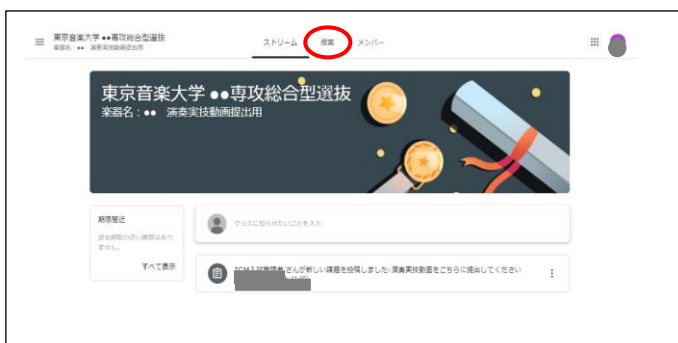 東京音楽大学 ●●専攻総合型選抜
楽器名：●● 演奏実技動画提出用
ストリーム 授業 メンバー
東京音楽大学 ●●専攻総合型選抜
楽器名：●● 演奏実技動画提出用
期限間近
提出期限の近い課題はあり
ません。
すべて表示
クラスに知らせたいことを入力
さんが新しい課題を投稿しました: 演奏実技動画をこちらに提出してください